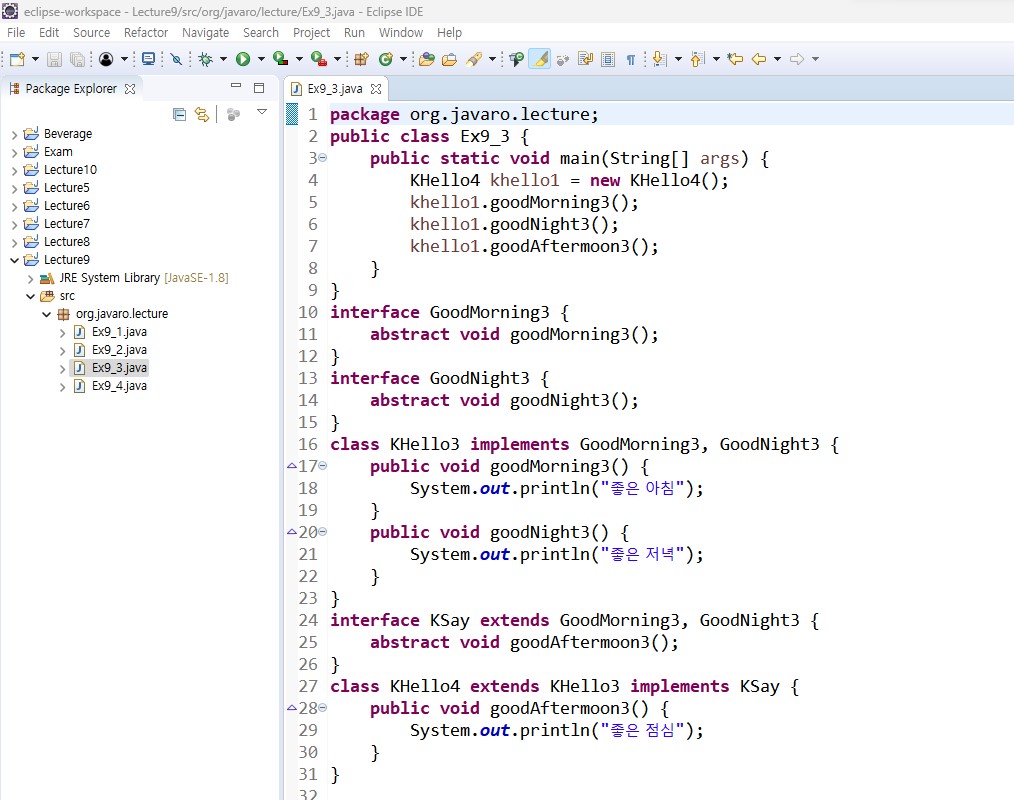 eclipse-workspace - Lecture9/src/org/javaro/lecture/Ex9_3.java - Eclipse IDE
File Edit Source Refactor Navigate Search Project Run Window Help
Package Explorer
Beverage
Exam
Lecture10
Lecture5
Lecture6
Lecture7
Lecture8
Lecture9
JRE System Library [JavaSE-1.8]
src
org.javaro.lecture
Ex9_1.java
Ex9_2.java
Ex9_3.java
Ex9_4.java
Ex9_3.java
1 package org.javaro.lecture;
2 public class Ex9_3 {
3 public static void main(String[] args) {
4 KHello4 khello1 = new KHello4();
5 khello1.goodMorning3();
6 khello1.goodNight3();
7 khello1.goodAftermoon3();
8 }
9 }
10 interface GoodMorning3 {
11 abstract void goodMorning3();
12 }
13 interface GoodNight3 {
14 abstract void goodNight3();
15 }
16 class KHello3 implements GoodMorning3, GoodNight3 {
17 public void goodMorning3() {
18 System.out.println("좋은 아침");
19 }
20 public void goodNight3() {
21 System.out.println("좋은 저녁");
22 }
23 }
24 interface KSay extends GoodMorning3, GoodNight3 {
25 abstract void goodAftermoon3();
26 }
27 class KHello4 extends KHello3 implements KSay {
28 public void goodAftermoon3() {
29 System.out.println("좋은 점심");
30 }
31 }
32